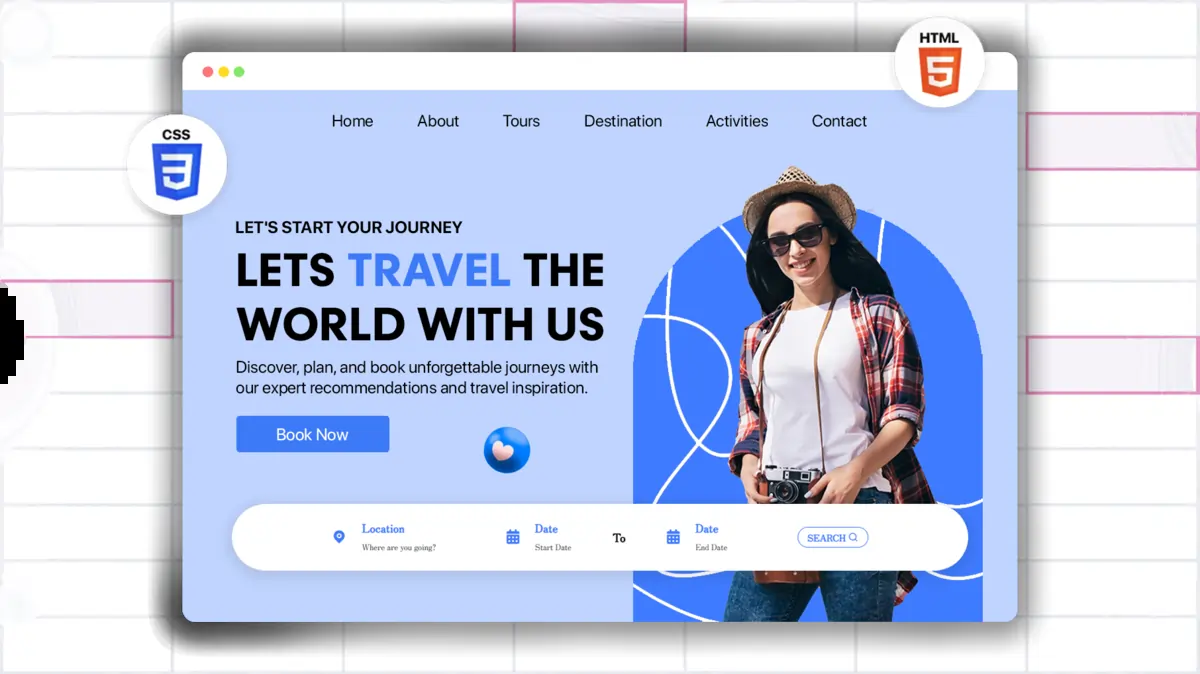 HTML
5
CSS
3
Home About Tours Destination Activities Contact
LET'S START YOUR JOURNEY
LETS TRAVEL THE
WORLD WITH US
Discover, plan, and book unforgettable journeys with
our expert recommendations and travel inspiration.
Book Now
Location
Where are you going?
Date
Start Date
To
Date
End Date
SEARCH